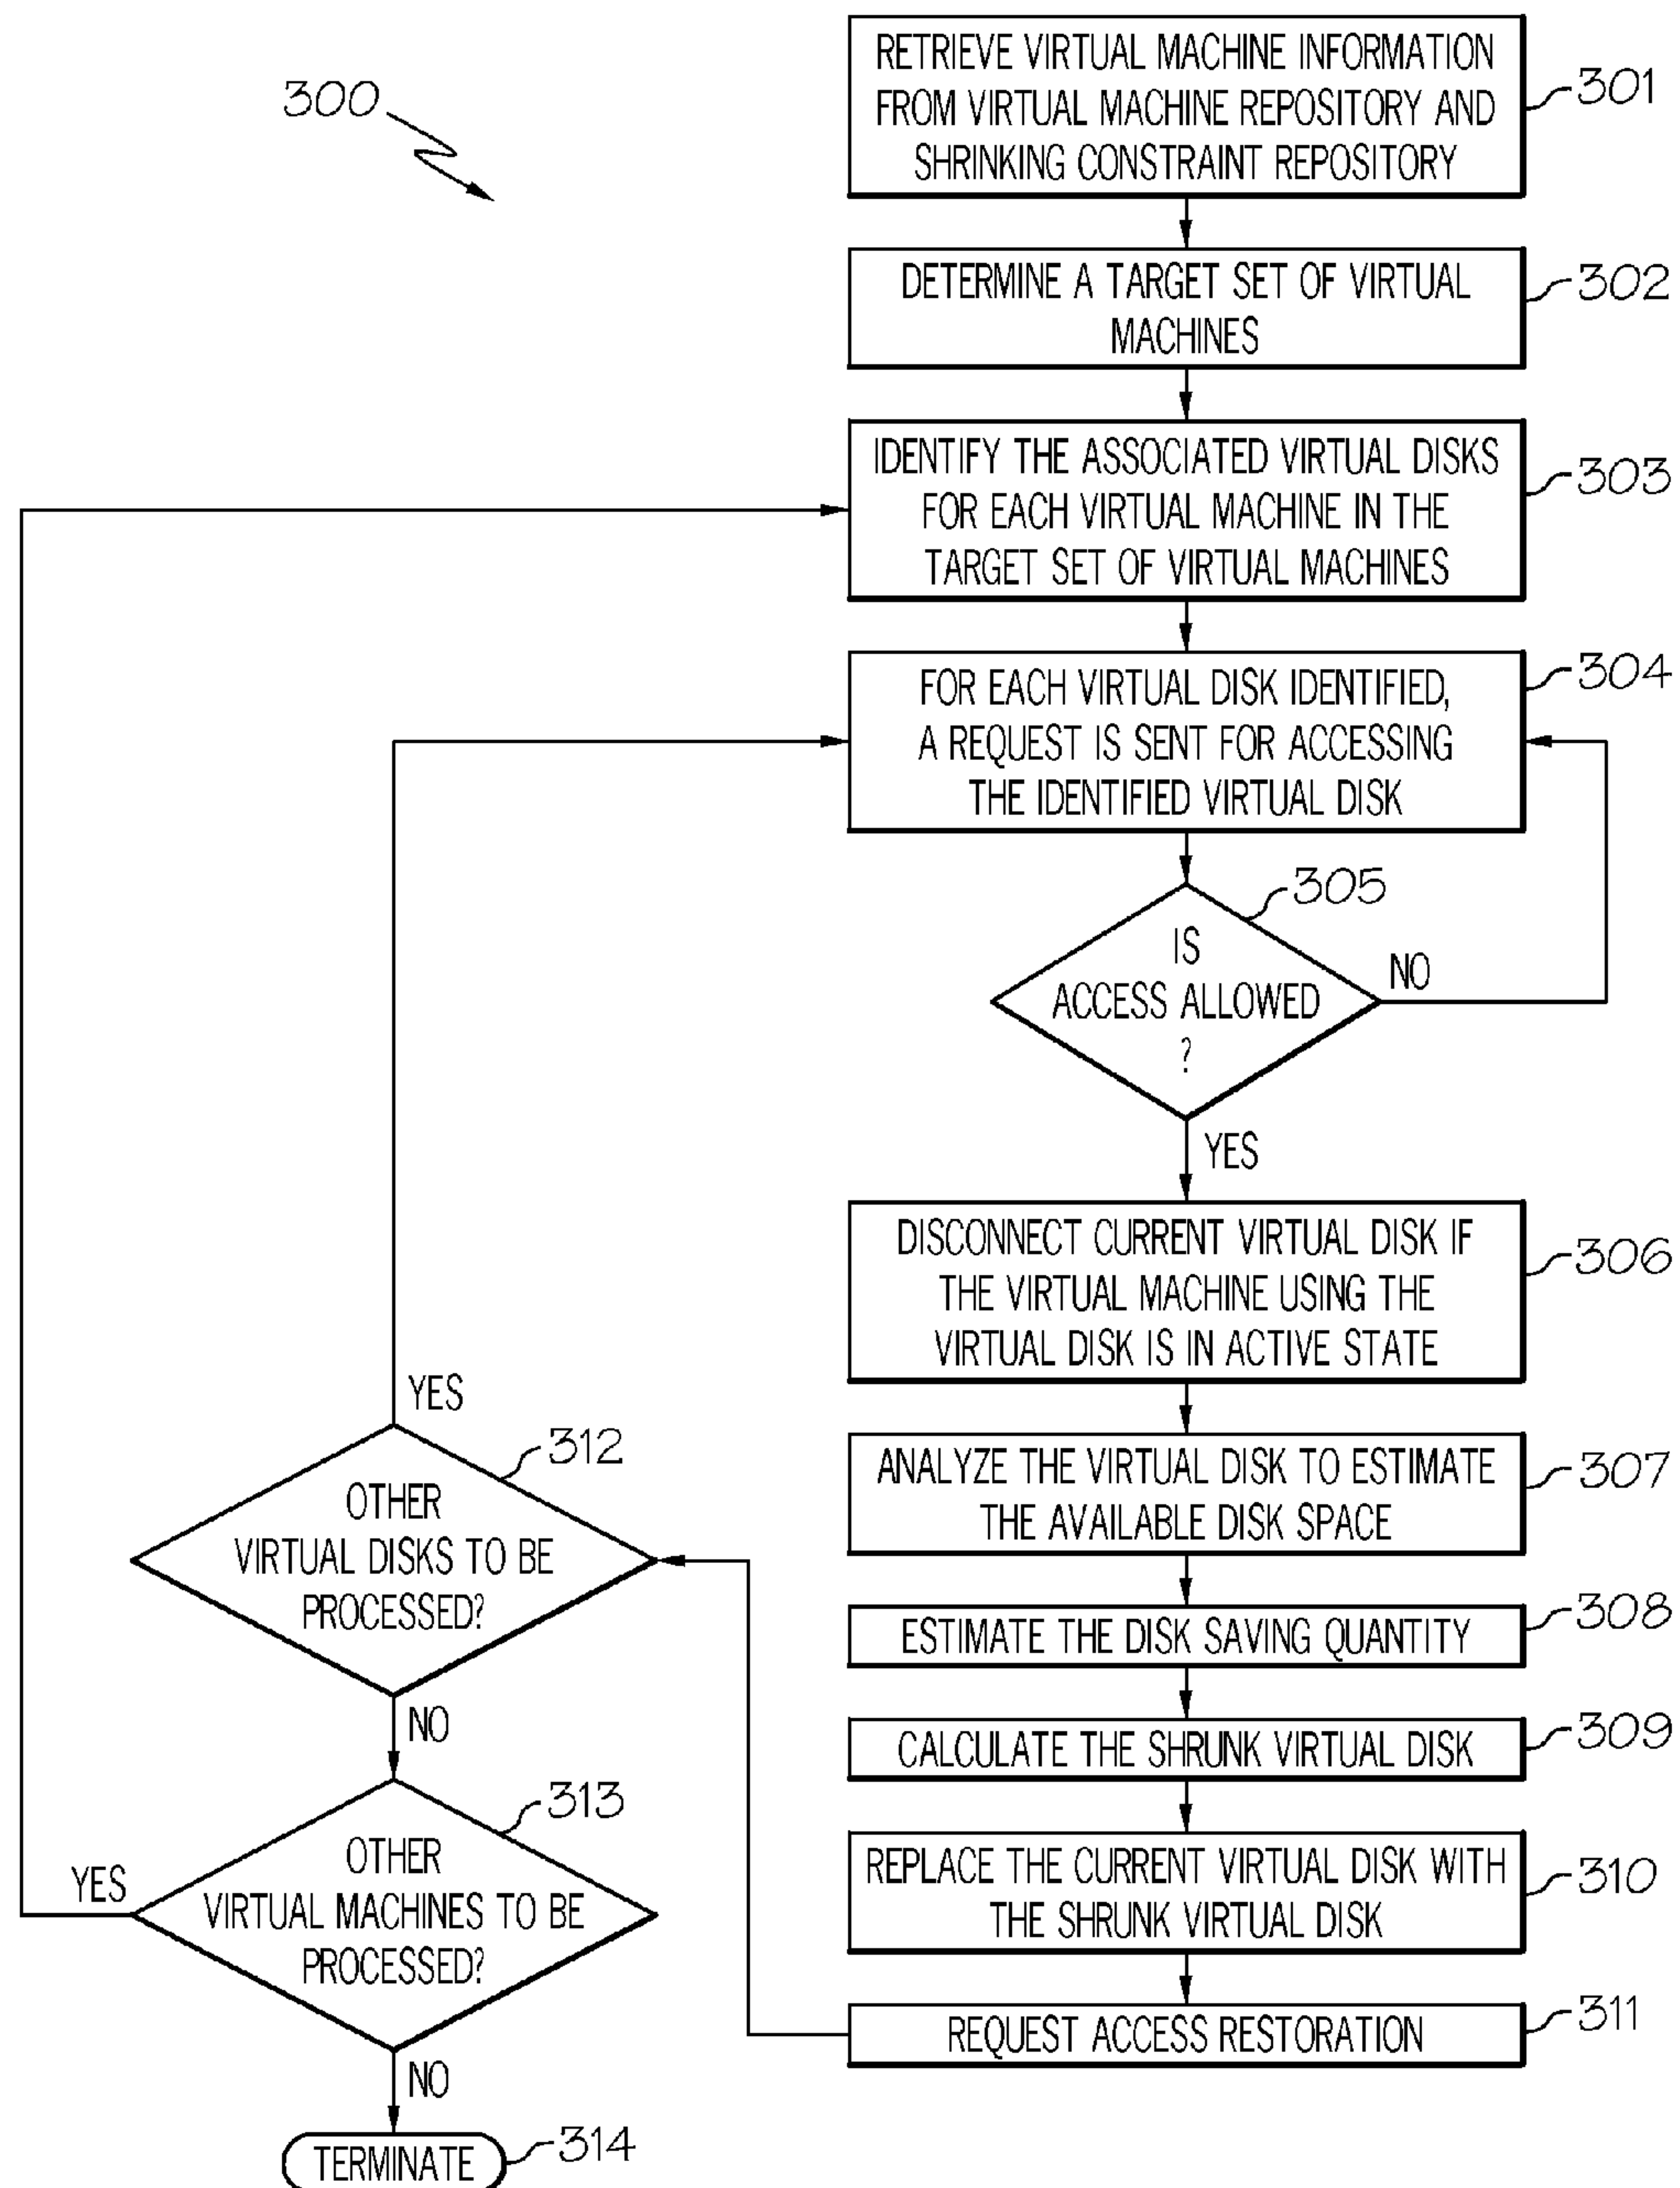 300
RETRIEVE VIRTUAL MACHINE INFORMATION
FROM VIRTUAL MACHINE REPOSITORY AND
SHRINKING CONSTRAINT REPOSITORY
301
DETERMINE A TARGET SET OF VIRTUAL
MACHINES
302
IDENTIFY THE ASSOCIATED VIRTUAL DISKS
FOR EACH VIRTUAL MACHINE IN THE
TARGET SET OF VIRTUAL MACHINES
303
FOR EACH VIRTUAL DISK IDENTIFIED,
A REQUEST IS SENT FOR ACCESSING
THE IDENTIFIED VIRTUAL DISK
304
IS
ACCESS ALLOWED
?
305
NO
YES
DISCONNECT CURRENT VIRTUAL DISK IF
THE VIRTUAL MACHINE USING THE
VIRTUAL DISK IS IN ACTIVE STATE
306
ANALYZE THE VIRTUAL DISK TO ESTIMATE
THE AVAILABLE DISK SPACE
307
ESTIMATE THE DISK SAVING QUANTITY
308
CALCULATE THE SHRUNK VIRTUAL DISK
309
REPLACE THE CURRENT VIRTUAL DISK WITH
THE SHRUNK VIRTUAL DISK
310
REQUEST ACCESS RESTORATION
311
YES
OTHER
VIRTUAL DISKS TO BE
PROCESSED?
312
NO
OTHER
VIRTUAL MACHINES TO BE
PROCESSED?
313
YES
NO
TERMINATE
314